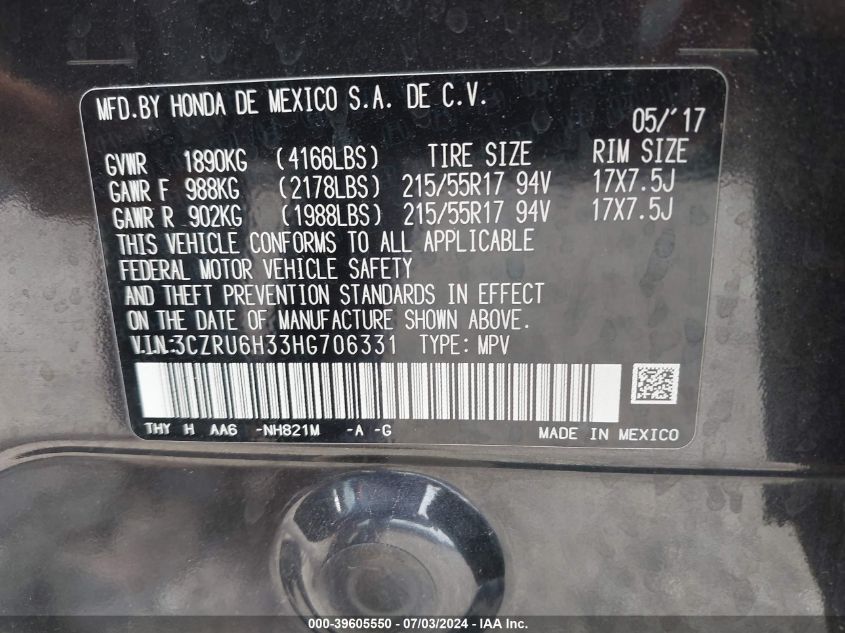 MFD.BY HONDA DE MEXICO S.A. DE C.V.
05/'17
GVWR 1890KG (4166LBS) TIRE SIZE RIM SIZE
GAWR F 988KG (2178LBS) 215/55R17 94V 17X7.5J
GAWR R 902KG (1988LBS) 215/55R17 94V 17X7.5J
THIS VEHICLE CONFORMS TO ALL APPLICABLE
FEDERAL MOTOR VEHICLE SAFETY
AND THEFT PREVENTION STANDARDS IN EFFECT
ON THE DATE OF MANUFACTURE SHOWN ABOVE.
V.I.N:3CZRU6H33HG706331 TYPE: MPV
THY H AA6 -NH821M -A -G MADE IN MEXICO
000-39605550 - 07/03/2024 - IAA Inc.